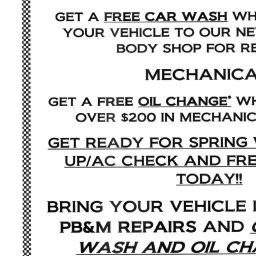 GET A FREE CAR WASH WH
YOUR VEHICLE TO OUR NE
BODY SHOP FOR RE
MECHANICA
GET A FREE OIL CHANGE* WH
OVER $200 IN MECHANIC
GET READY FOR SPRING
UP/AC CHECK AND FRE
TODAY!!
BRING YOUR VEHICLE
PB&M REPAIRS AND
WASH AND OIL CHA